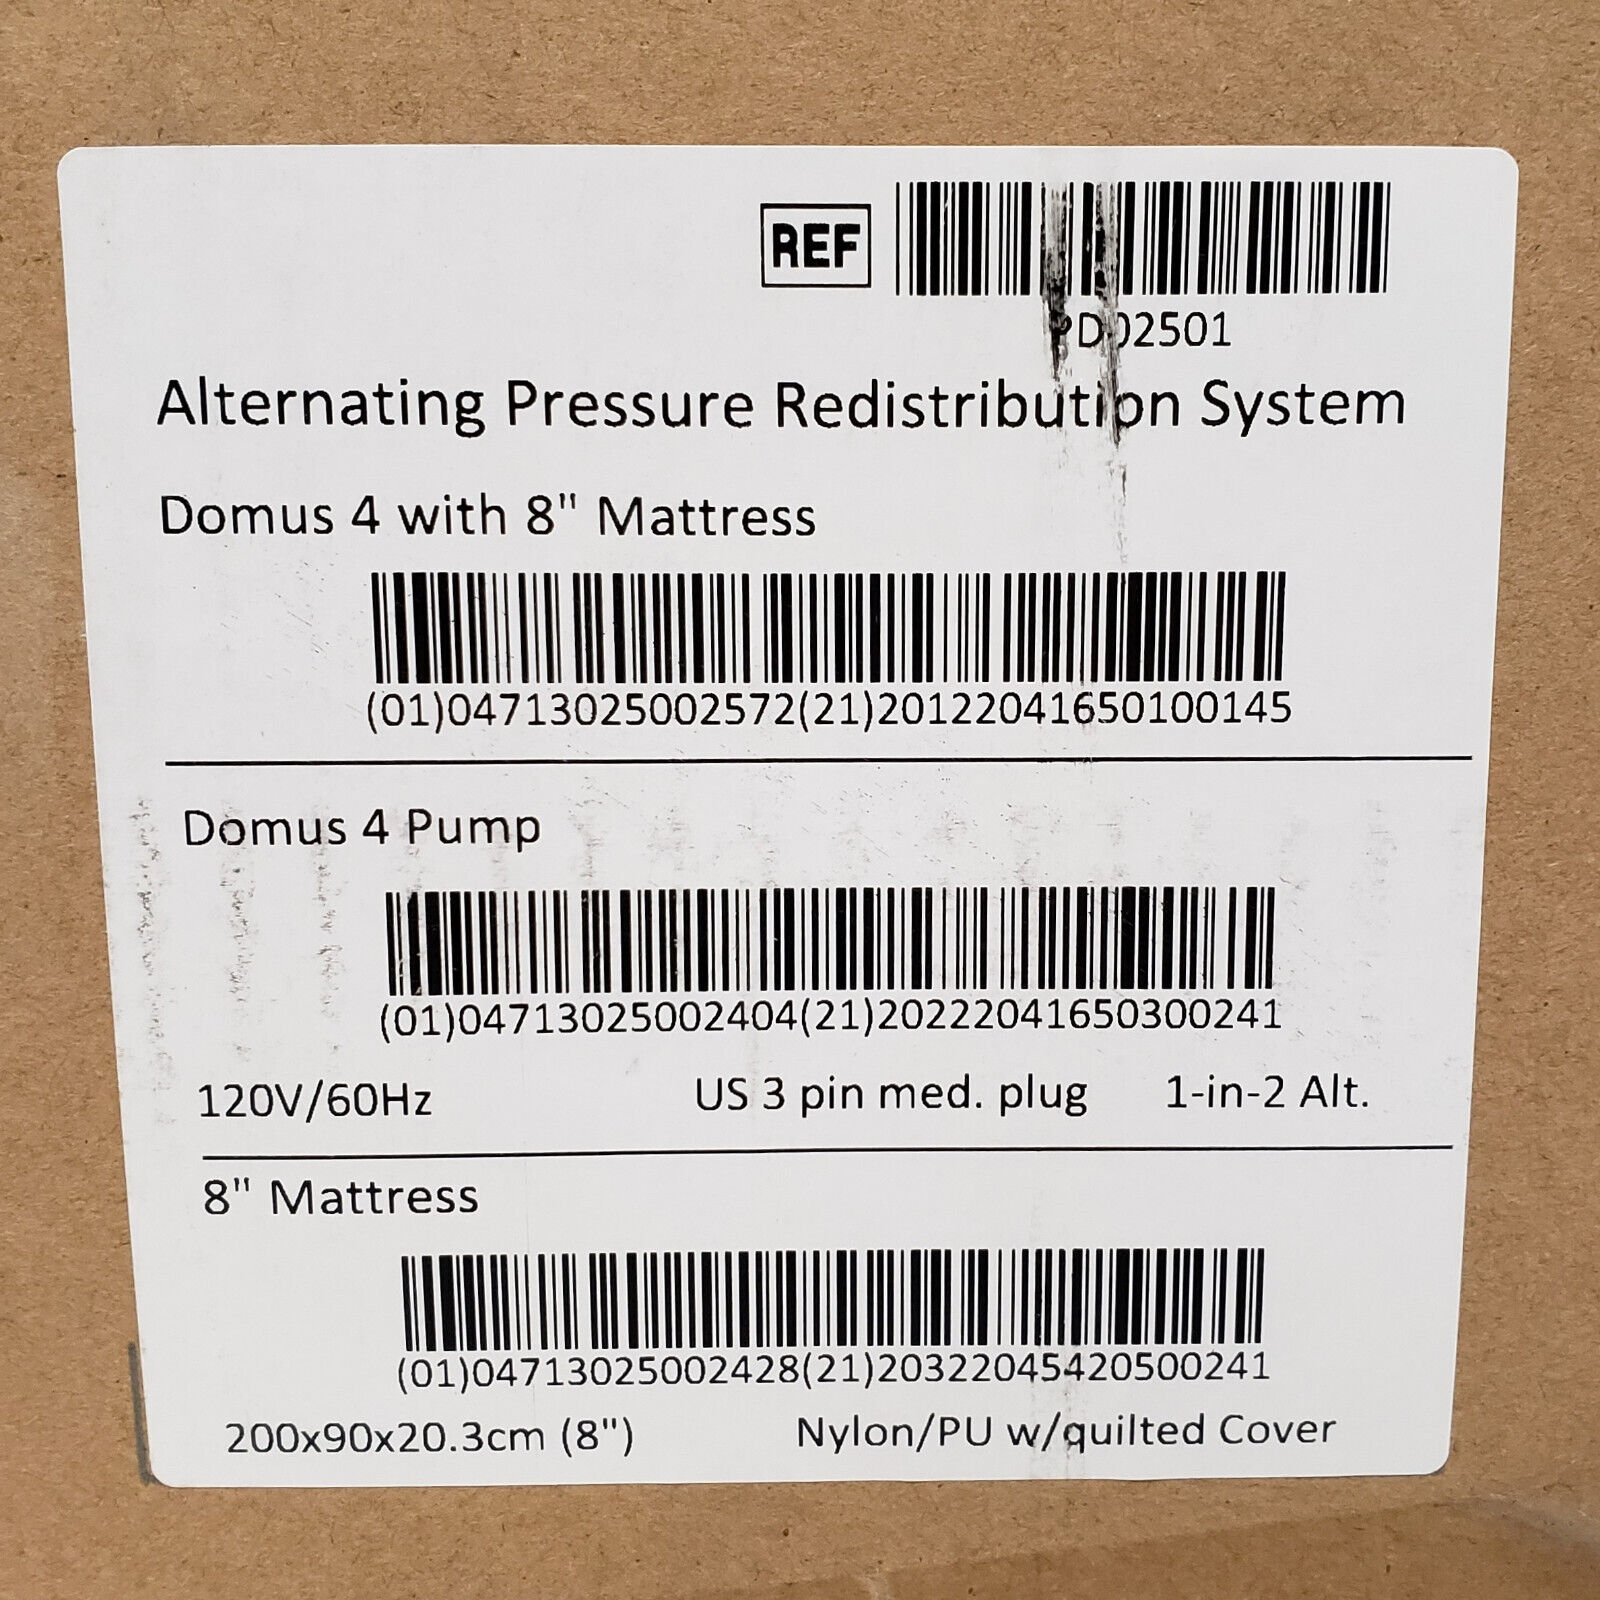 REF
PD02501
Alternating Pressure Redistribution System
Domus 4 with 8" Mattress
(01)04713025002572(21)20122041650100145
Domus 4 Pump
(01)04713025002404(21)20222041650300241
120V/60Hz US 3 pin med. plug 1-in-2 Alt.
8" Mattress
(01)04713025002428(21)20322045420500241
200x90x20.3cm (8") Nylon/PU w/quilted Cover